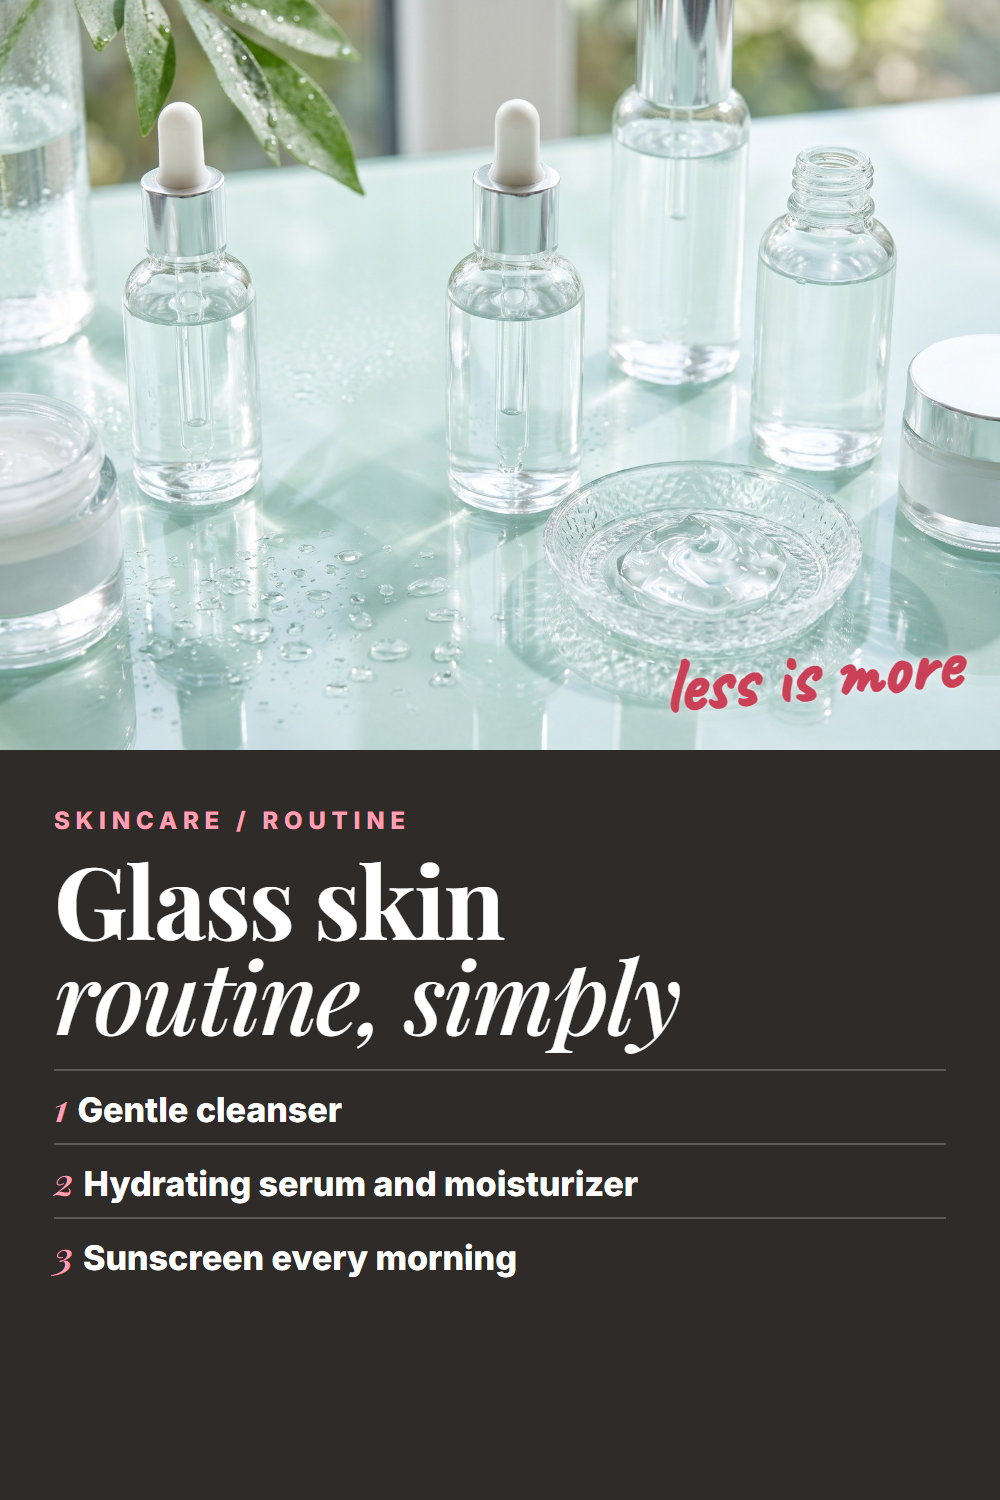 less is more
SKINCARE / ROUTINE
Glass skin
routine, simply
1 Gentle cleanser
2 Hydrating serum and moisturizer
3 Sunscreen every morning